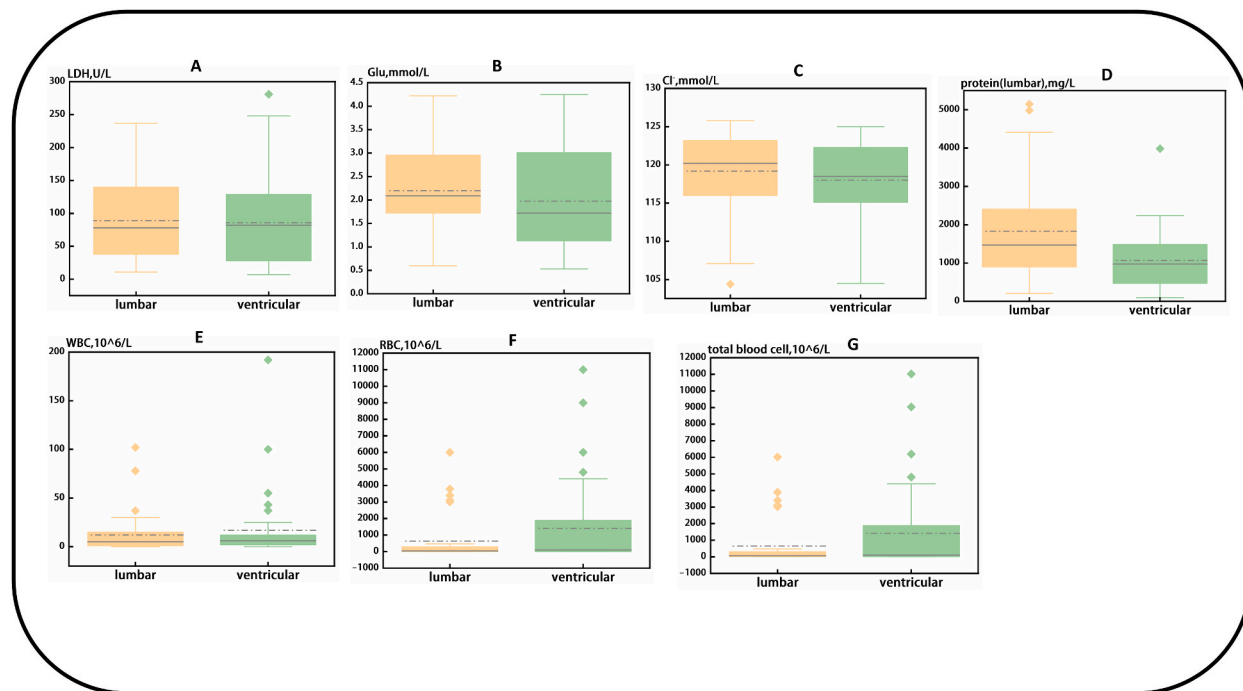 A
LDH,U/L
300
250
200
150
100
50
0
lumbar
ventricular
B
Glu,mmol/L
4.5
4.0
3.5
3.0
2.5
2.0
1.5
1.0
0.5
0.0
lumbar
ventricular
C
Cl⁻,mmol/L
130
125
120
115
110
105
lumbar
ventricular
D
protein(lumbar),mg/L
5000
4000
3000
2000
1000
0
lumbar
ventricular
E
WBC,10^6/L
200
150
100
50
0
lumbar
ventricular
F
RBC,10^6/L
12000
11000
10000
9000
8000
7000
6000
5000
4000
3000
2000
1000
0
−1000
lumbar
ventricular
G
total blood cell,10^6/L
12000
11000
10000
9000
8000
7000
6000
5000
4000
3000
2000
1000
0
−1000
lumbar
ventricular